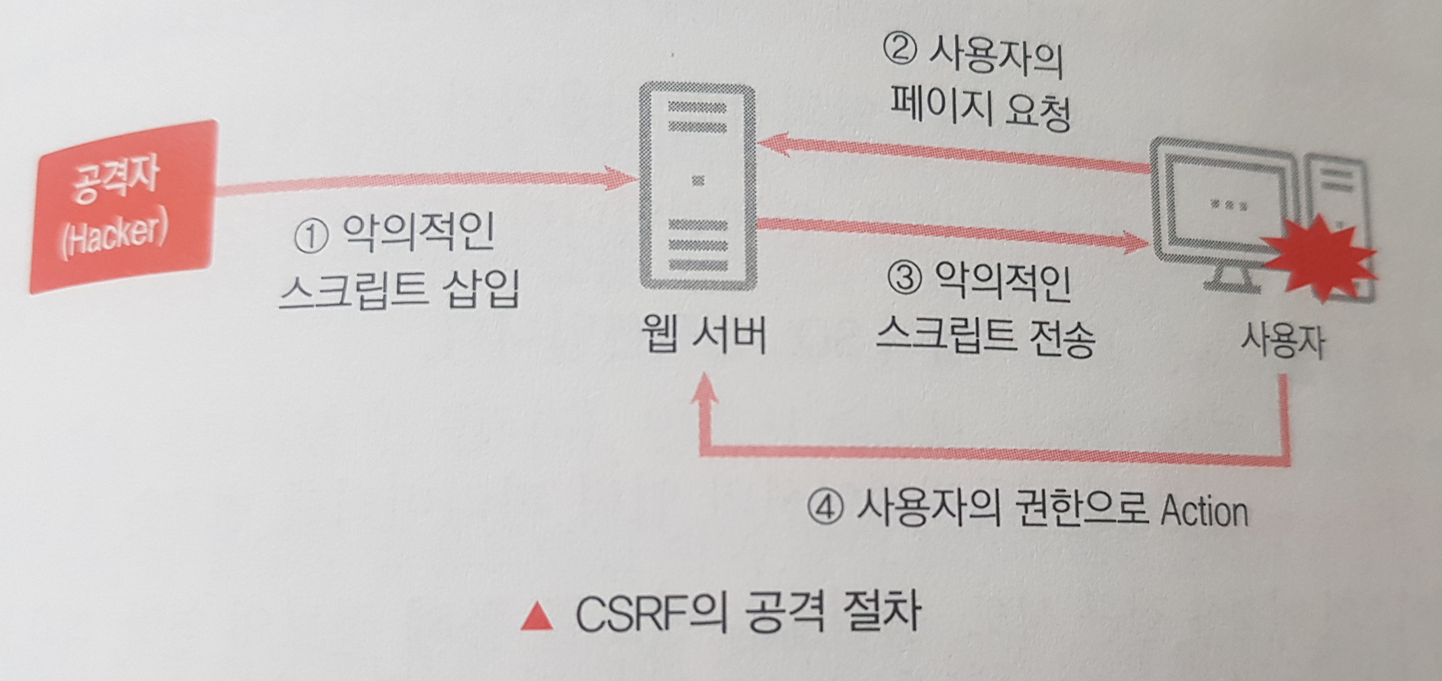 공격자
(Hacker)
① 악의적인
스크립트 삽입
웹 서버
② 사용자의
페이지 요청
③ 악의적인
스크립트 전송
사용자
④ 사용자의 권한으로 Action
▲ CSRF의 공격 절차